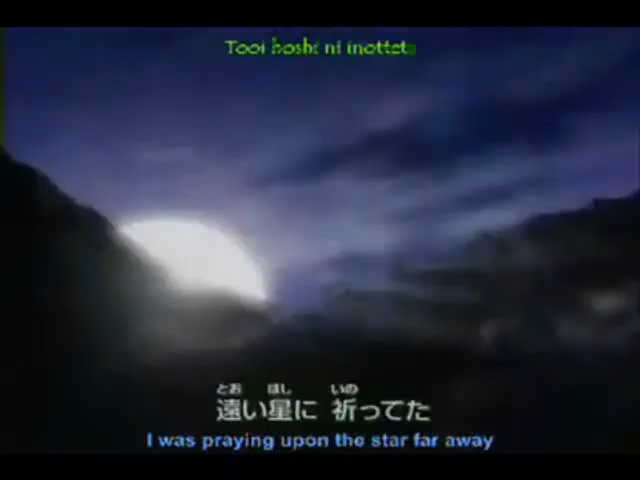 Tooi hoshi ni inotteta
とお ほし いの
遠い星に 祈ってた
I was praying upon the star far away